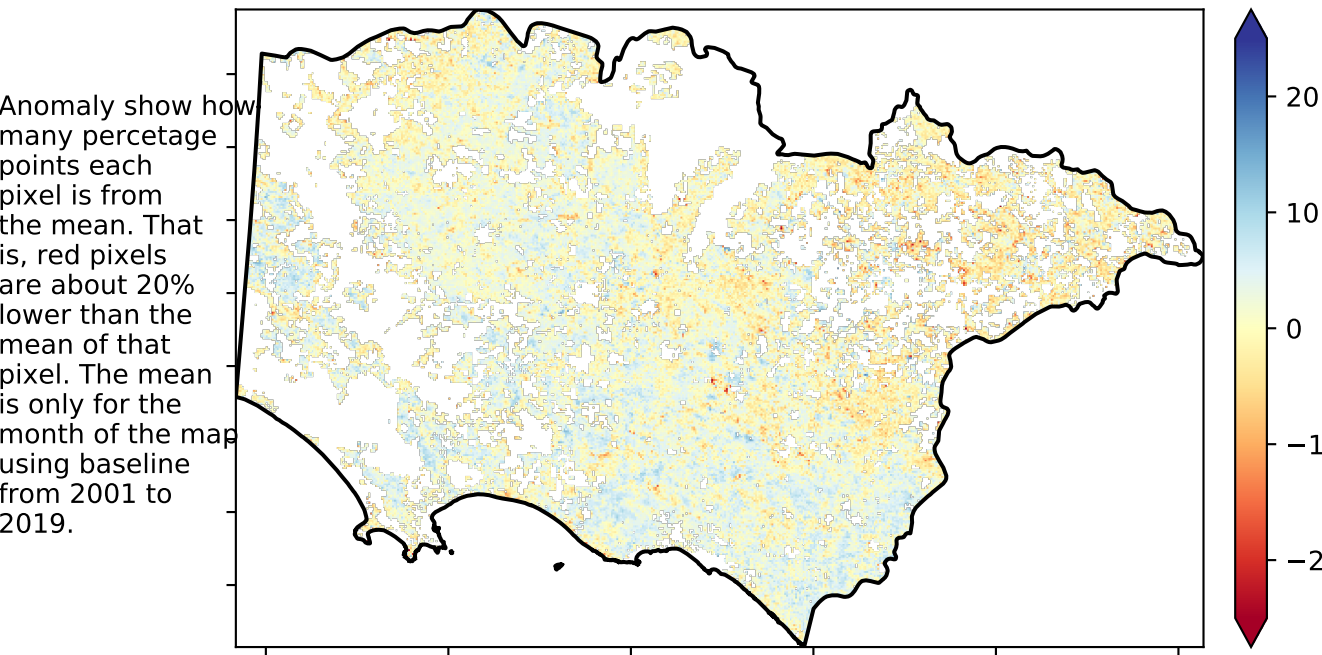 Anomaly show how
many percetage
points each
pixel is from
the mean. That
is, red pixels
are about 20%
lower than the
mean of that
pixel. The mean
is only for the
month of the map
using baseline
from 2001 to
2019.
20
10
0
−1
−2